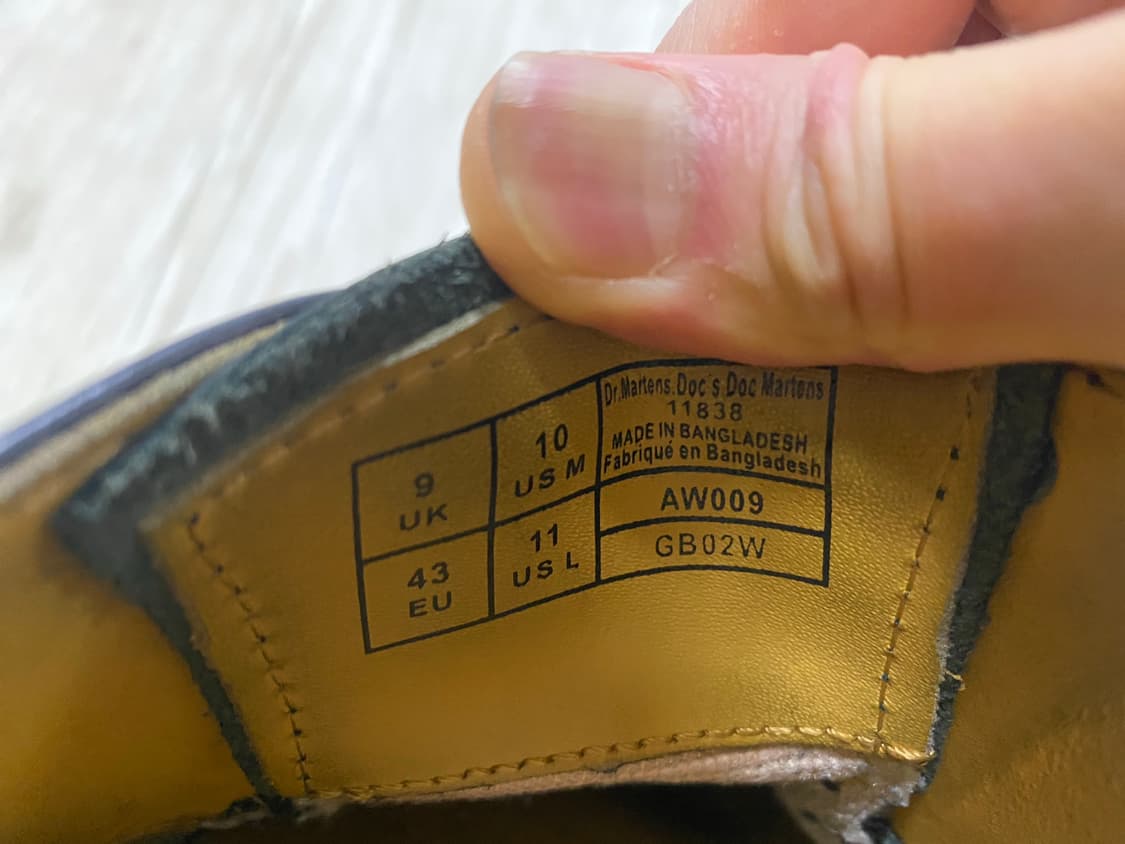 9
UK
10
US M
Dr.Martens.Doc's Doc Martens
11838
MADE IN BANGLADESH
Fabriqué en Bangladesh
43
EU
11
US L
AW009
GB02W